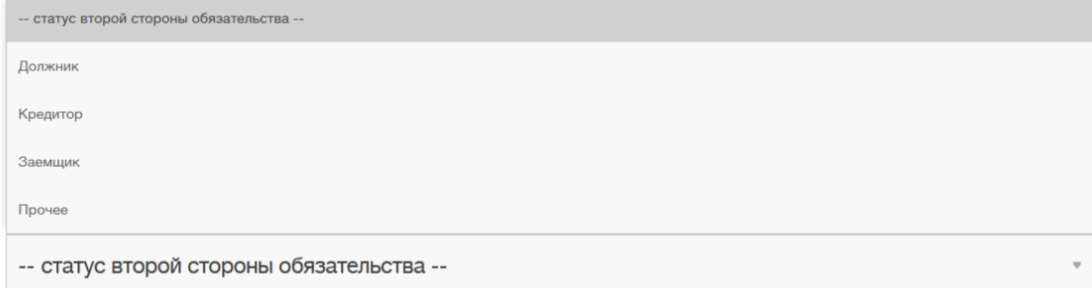 -- статус второй стороны обязательства --
Должник
Кредитор
Заемщик
Прочее
-- статус второй стороны обязательства --